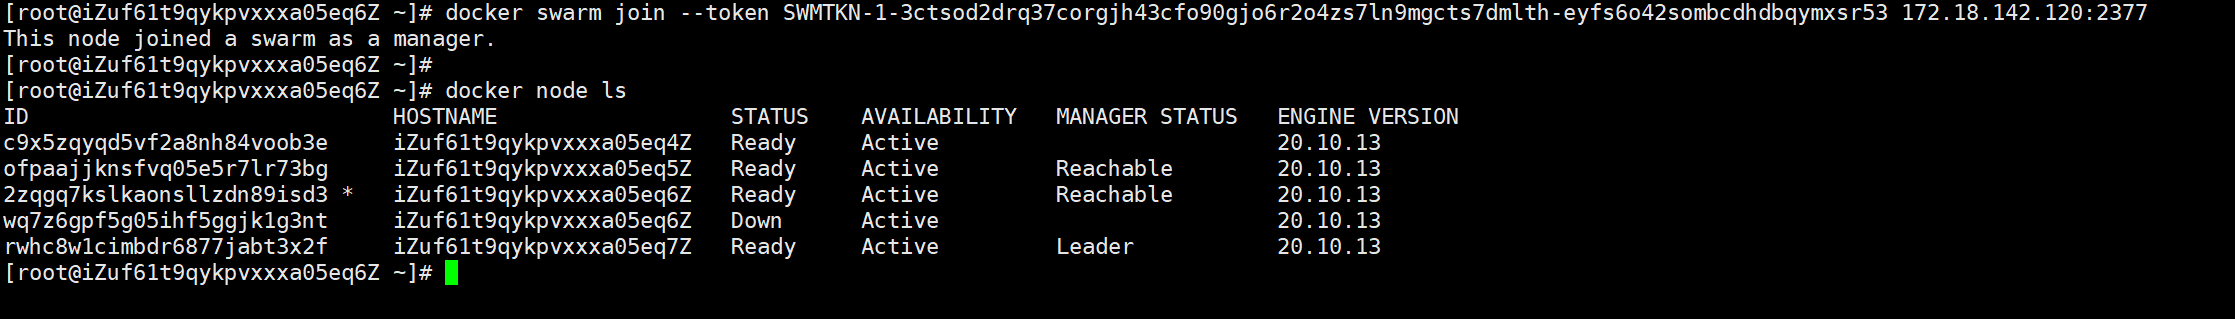 [root@iZuf61t9qykpvxxxa05eq6Z ~]# docker swarm join --token SWMTKN-1-3ctsod2drq37corgjh43cfo90gjo6r2o4zs7ln9mgcts7dmlth-eyfs6o42sombcdhdbqymxsr53 172.18.142.120:2377
This node joined a swarm as a manager.
[root@iZuf61t9qykpvxxxa05eq6Z ~]#
[root@iZuf61t9qykpvxxxa05eq6Z ~]# docker node ls
ID                            HOSTNAME                  STATUS    AVAILABILITY   MANAGER STATUS   ENGINE VERSION
c9x5zqyqd5vf2a8nh84voob3e     iZuf61t9qykpvxxxa05eq4Z   Ready     Active                          20.10.13
ofpaajjknsfvq05e5r7lr73bg     iZuf61t9qykpvxxxa05eq5Z   Ready     Active         Reachable        20.10.13
2zqgq7kslkaonsllzdn89isd3 *   iZuf61t9qykpvxxxa05eq6Z   Ready     Active         Reachable        20.10.13
wq7z6gpf5g05ihf5ggjk1g3nt     iZuf61t9qykpvxxxa05eq6Z   Down      Active                          20.10.13
rwhc8w1cimbdr6877jabt3x2f     iZuf61t9qykpvxxxa05eq7Z   Ready     Active         Leader           20.10.13
[root@iZuf61t9qykpvxxxa05eq6Z ~]#